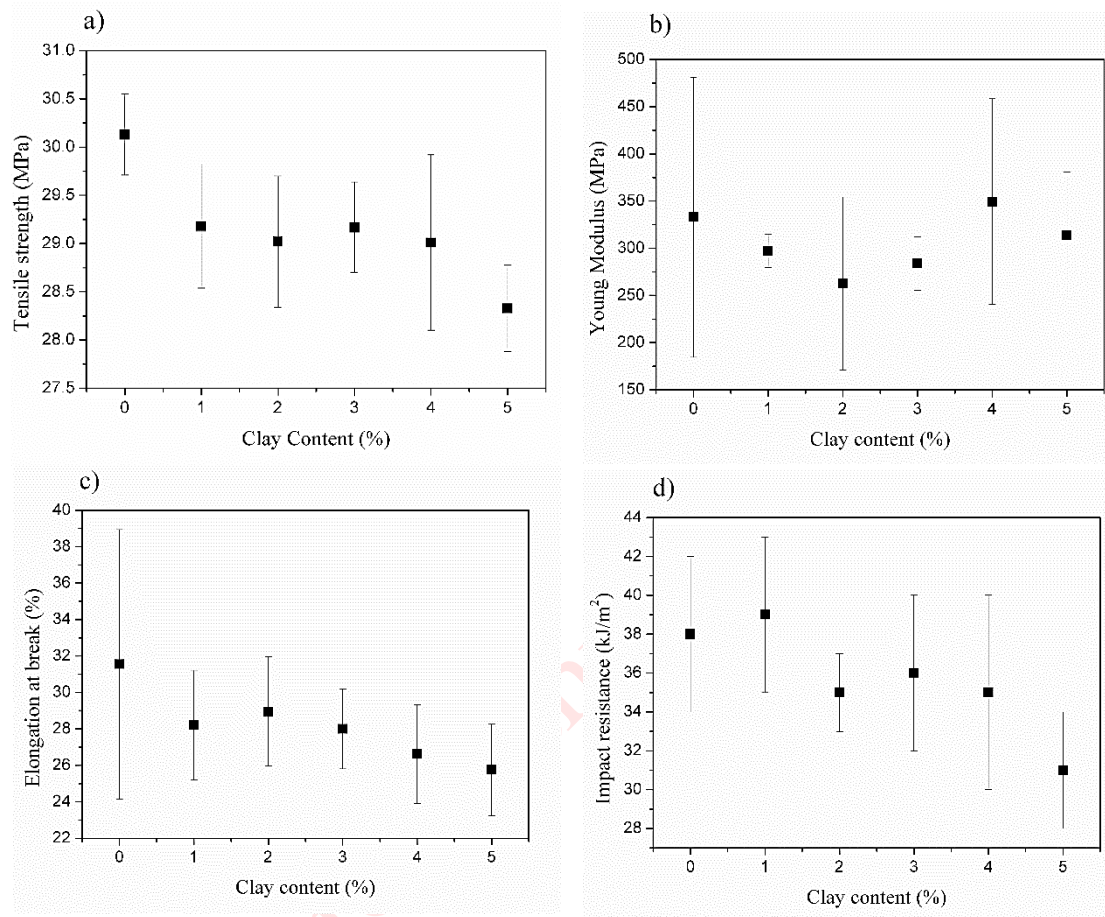 a)
31.0
30.5
30.0
29.5
29.0
28.5
28.0
27.5
Tensile strength (MPa)
0 1 2 3 4 5
Clay Content (%)
b)
500
450
400
350
300
250
200
150
Young Modulus (MPa)
0 1 2 3 4 5
Clay content (%)
c)
40
38
36
34
32
30
28
26
24
22
Elongation at break (%)
0 1 2 3 4 5
Clay content (%)
d)
44
42
40
38
36
34
32
30
28
Impact resistance (kJ/m²)
0 1 2 3 4 5
Clay content (%)